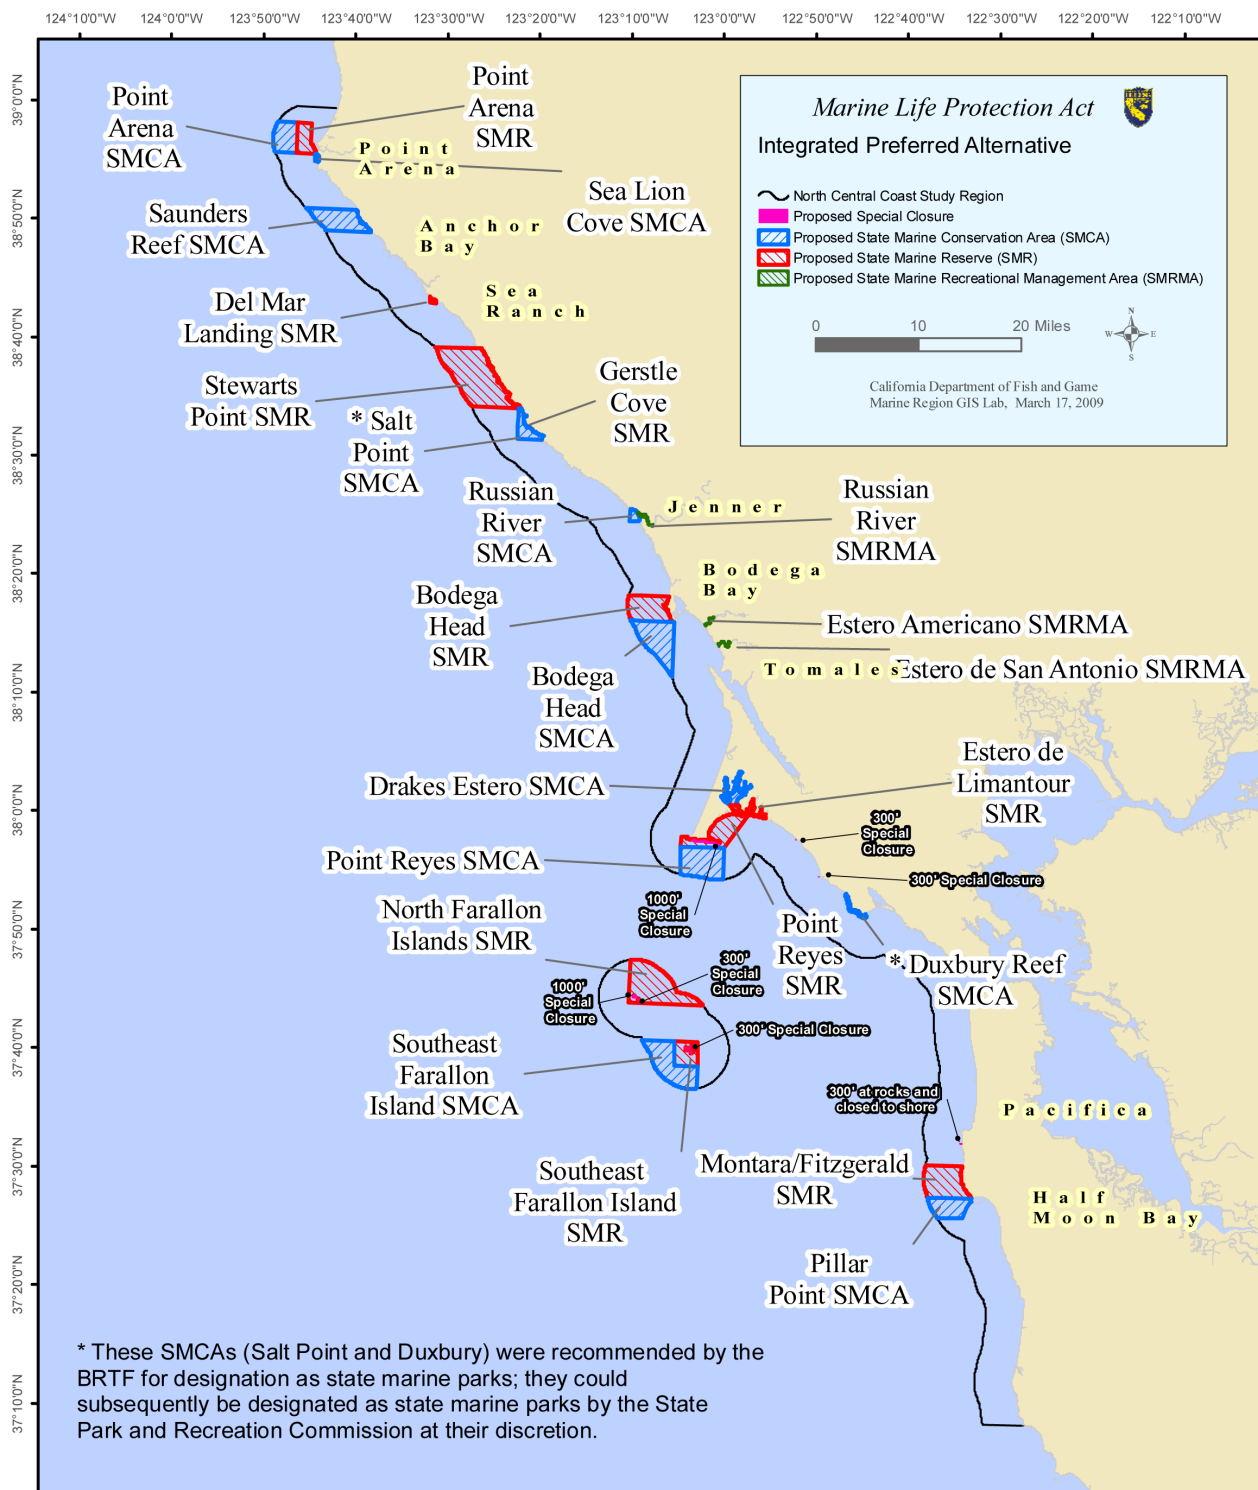 124°10'0"W 124°0'0"W 123°50'0"W 123°40'0"W 123°30'0"W 123°20'0"W 123°10'0"W 123°0'0"W 122°50'0"W 122°40'0"W 122°30'0"W 122°20'0"W 122°10'0"W
39°0'0"N
38°50'0"N
38°40'0"N
38°30'0"N
38°20'0"N
38°10'0"N
38°0'0"N
37°50'0"N
37°40'0"N
37°30'0"N
37°20'0"N
37°10'0"N
Marine Life Protection Act
Integrated Preferred Alternative
North Central Coast Study Region
Proposed Special Closure
Proposed State Marine Conservation Area (SMCA)
Proposed State Marine Reserve (SMR)
Proposed State Marine Recreational Management Area (SMRMA)
0 10 20 Miles
N
W E
S
California Department of Fish and Game
Marine Region GIS Lab, March 17, 2009
Point
Arena
SMCA
Point
Arena
SMR
Point
Arena
Sea Lion
Cove SMCA
Saunders
Reef SMCA
Anchor
Bay
Del Mar
Landing SMR
Sea
Ranch
Stewarts
Point SMR
Gerstle
Cove
SMR
* Salt
Point
SMCA
Russian
River
SMCA
Jenner
Russian
River
SMRMA
Bodega
Bay
Bodega
Head
SMR
Estero Americano SMRMA
Tomales
Estero de San Antonio SMRMA
Bodega
Head
SMCA
Drakes Estero SMCA
Estero de
Limantour
SMR
300'
Special
Closure
Point Reyes SMCA
300' Special Closure
1000'
Special
Closure
North Farallon
Islands SMR
Point
Reyes
SMR
* Duxbury Reef
SMCA
300'
Special
Closure
1000'
Special
Closure
300' Special Closure
Southeast
Farallon
Island SMCA
300' at rocks and
closed to shore
Pacifica
Southeast
Farallon Island
SMR
Montara/Fitzgerald
SMR
Half
Moon Bay
Pillar
Point SMCA
* These SMCAs (Salt Point and Duxbury) were recommended by the
BRTF for designation as state marine parks; they could
subsequently be designated as state marine parks by the State
Park and Recreation Commission at their discretion.